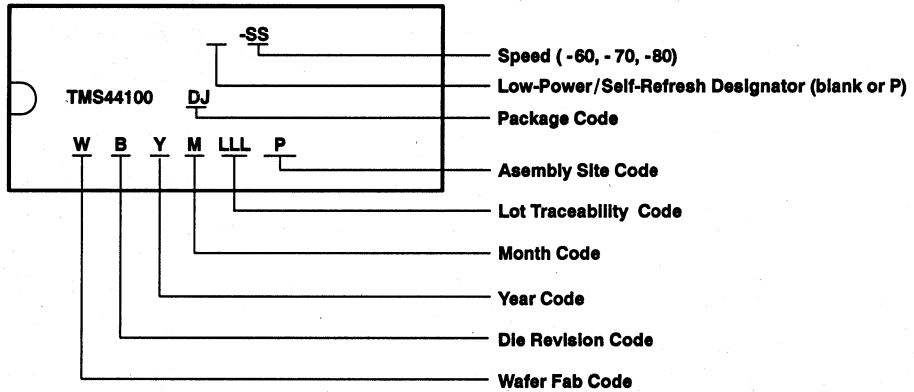 -SS
TMS44100 DJ
W B Y M LLL P
Speed ( -60, - 70, -80)
Low-Power/Self-Refresh Designator (blank or P)
Package Code
Asembly Site Code
Lot Traceability Code
Month Code
Year Code
Die Revision Code
Wafer Fab Code